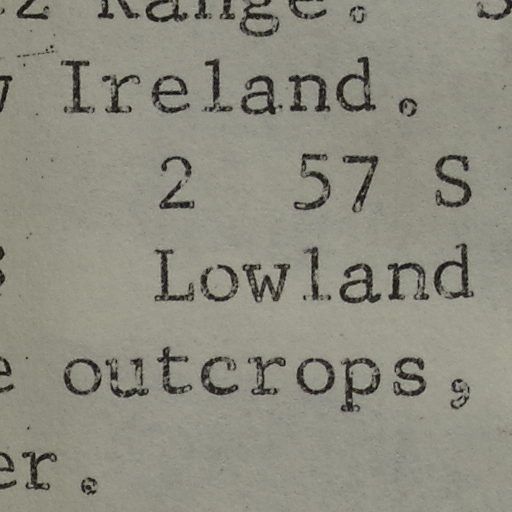 Range.
Ireland.
2 57 S
Lowland
outcrops,
er.